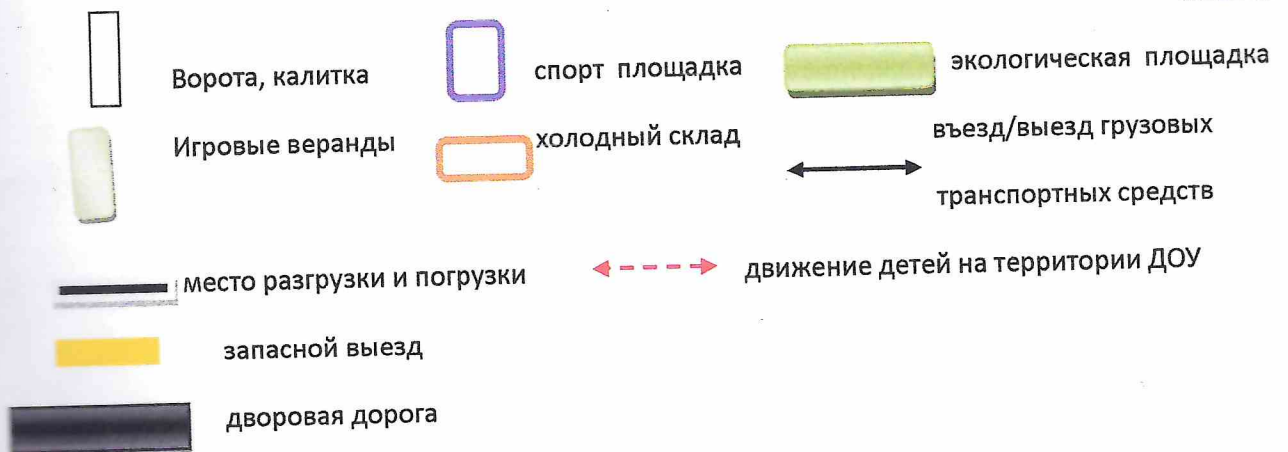 Ворота, калитка
спорт площадка
экологическая площадка
Игровые веранды
холодный склад
въезд/выезд грузовых
транспортных средств
место разгрузки и погрузки
движение детей на территории ДОУ
запасной выезд
дворовая дорога